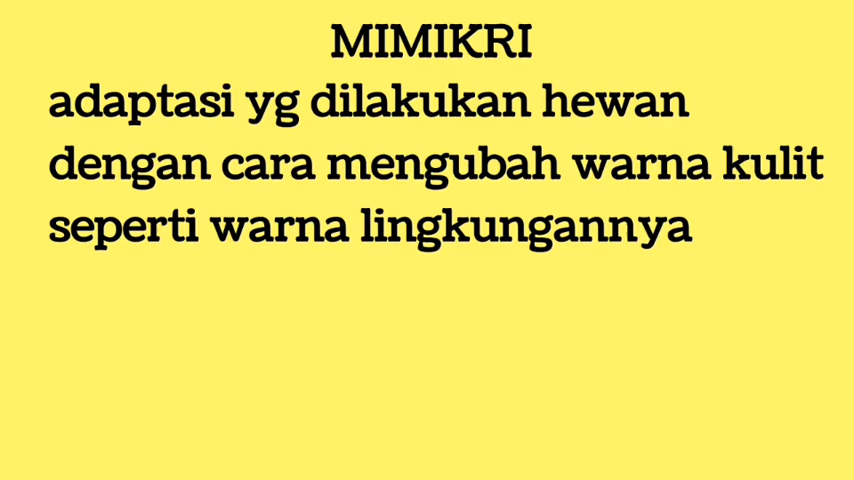 MIMIKRI
adaptasi yg dilakukan hewan
dengan cara mengubah warna kulit
seperti warna lingkungannya